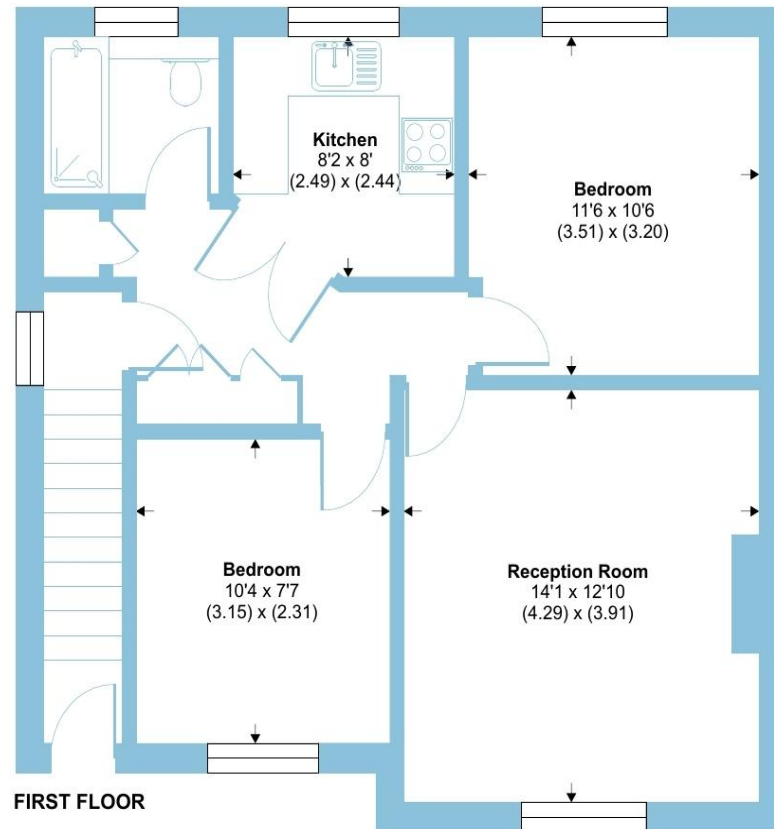 Kitchen
8'2 x 8'
(2.49) x (2.44)
Bedroom
11'6 x 10'6
(3.51) x (3.20)
Bedroom
10'4 x 7'7
(3.15) x (2.31)
Reception Room
14'1 x 12'10
(4.29) x (3.91)
FIRST FLOOR